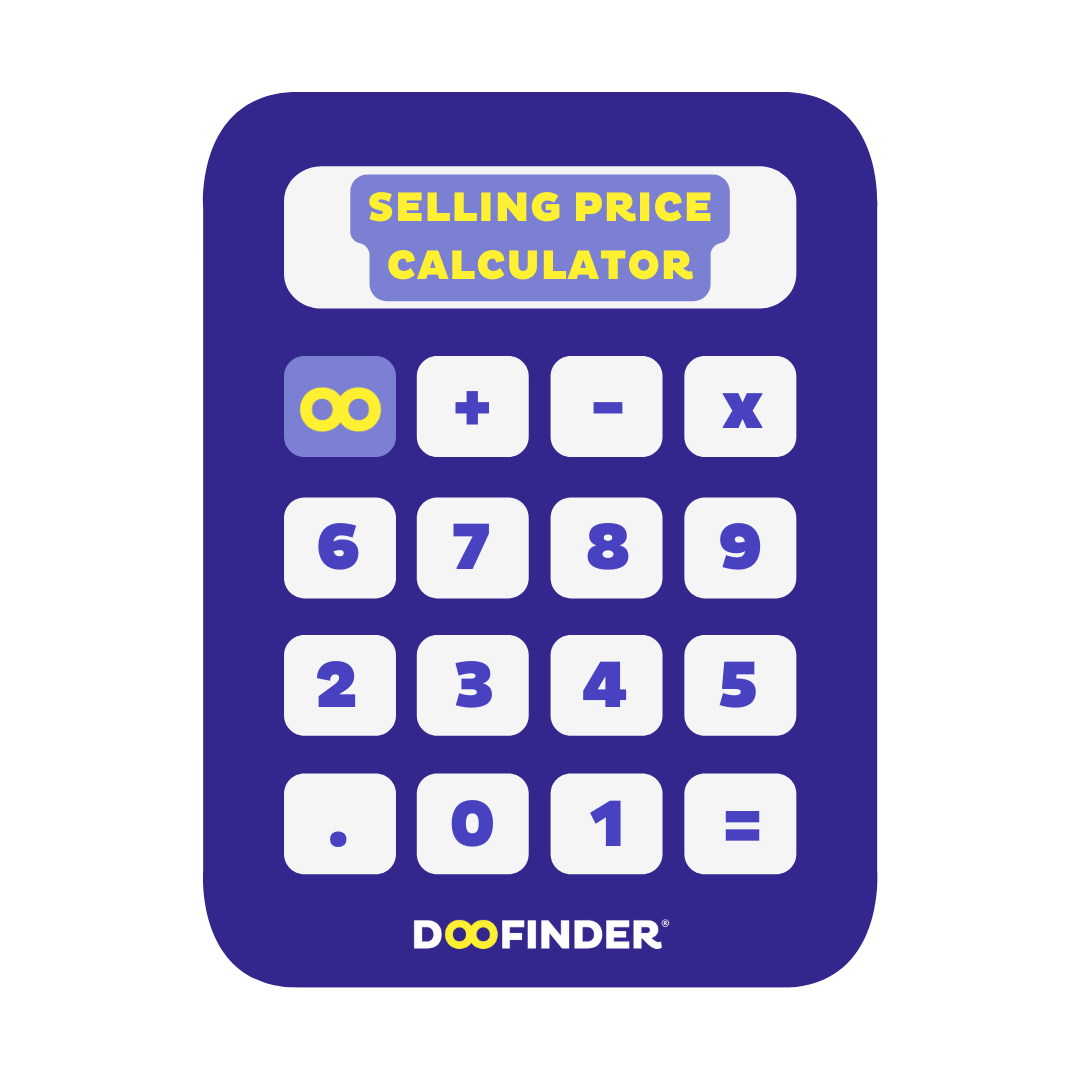 SELLING PRICE
CALCULATOR
+ - x
6 7 8 9
2 3 4 5
. 0 1 =
DOOFINDER®